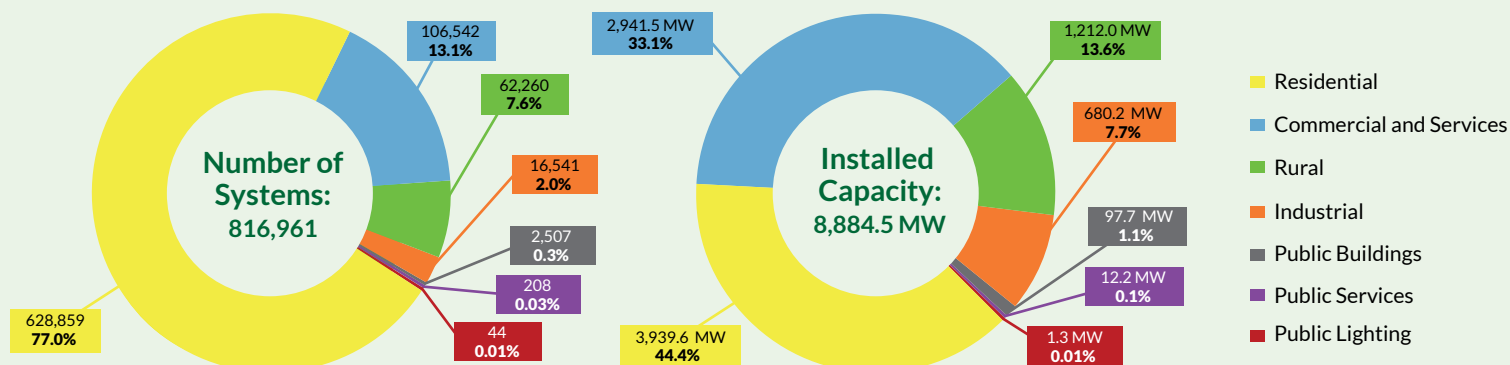 106,542
13.1%
62,260
7.6%
16,541
2.0%
2,507
0.3%
208
0.03%
44
0.01%
628,859
77.0%
Number of
Systems:
816,961
2,941.5 MW
33.1%
1,212.0 MW
13.6%
680.2 MW
7.7%
97.7 MW
1.1%
12.2 MW
0.1%
1.3 MW
0.01%
3,939.6 MW
44.4%
Installed
Capacity:
8,884.5 MW
Residential
Commercial and Services
Rural
Industrial
Public Buildings
Public Services
Public Lighting